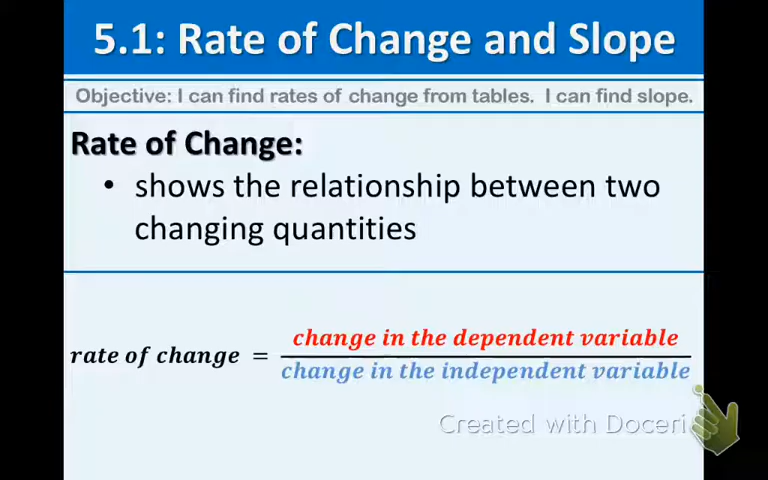 5.1: Rate of Change and Slope
Objective: I can find rates of change from tables. I can find slope.
Rate of Change:
• shows the relationship between two
changing quantities
change in the dependent variable
rate of change =
change in the independent variable
Created with Doceri